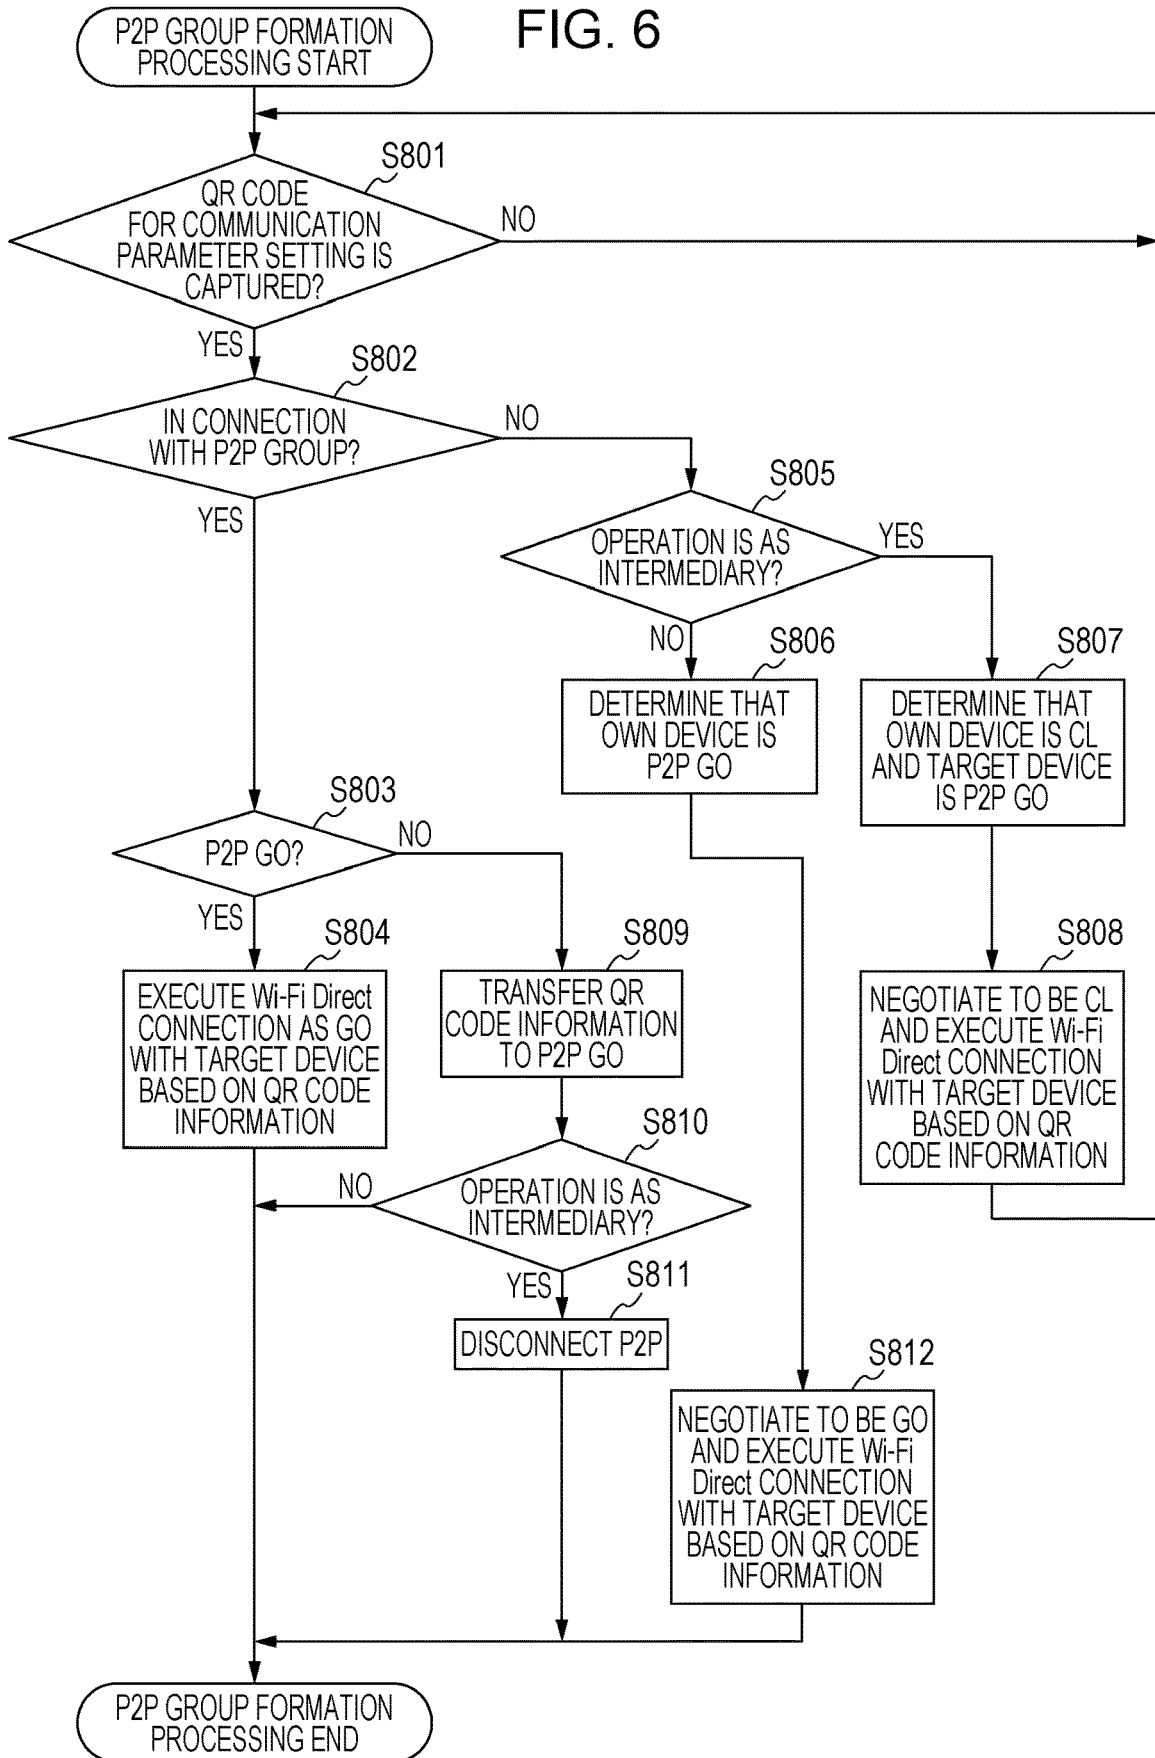 FIG. 6
P2P GROUP FORMATION
PROCESSING START
S801
QR CODE
FOR COMMUNICATION
PARAMETER SETTING IS
CAPTURED?
NO
YES
S802
IN CONNECTION
WITH P2P GROUP?
NO
YES
S805
OPERATION IS AS
INTERMEDIARY?
YES
NO
S806
DETERMINE THAT
OWN DEVICE IS
P2P GO
S807
DETERMINE THAT
OWN DEVICE IS CL
AND TARGET DEVICE
IS P2P GO
S803
P2P GO?
NO
YES
S804
EXECUTE Wi-Fi Direct
CONNECTION AS GO
WITH TARGET DEVICE
BASED ON QR CODE
INFORMATION
S809
TRANSFER QR
CODE INFORMATION
TO P2P GO
S808
NEGOTIATE TO BE CL
AND EXECUTE Wi-Fi
Direct CONNECTION
WITH TARGET DEVICE
BASED ON QR
CODE INFORMATION
S810
OPERATION IS AS
INTERMEDIARY?
NO
YES
S811
DISCONNECT P2P
S812
NEGOTIATE TO BE GO
AND EXECUTE Wi-Fi
Direct CONNECTION
WITH TARGET DEVICE
BASED ON QR CODE
INFORMATION
P2P GROUP FORMATION
PROCESSING END